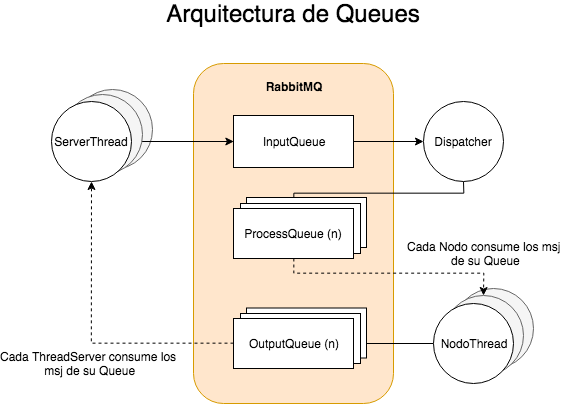 Arquitectura de Queues
RabbitMQ
ServerThread
InputQueue
Dispatcher
ProcessQueue (n)
Cada Nodo consume los msj
de su Queue
OutputQueue (n)
NodoThread
Cada ThreadServer consume los
msj de su Queue